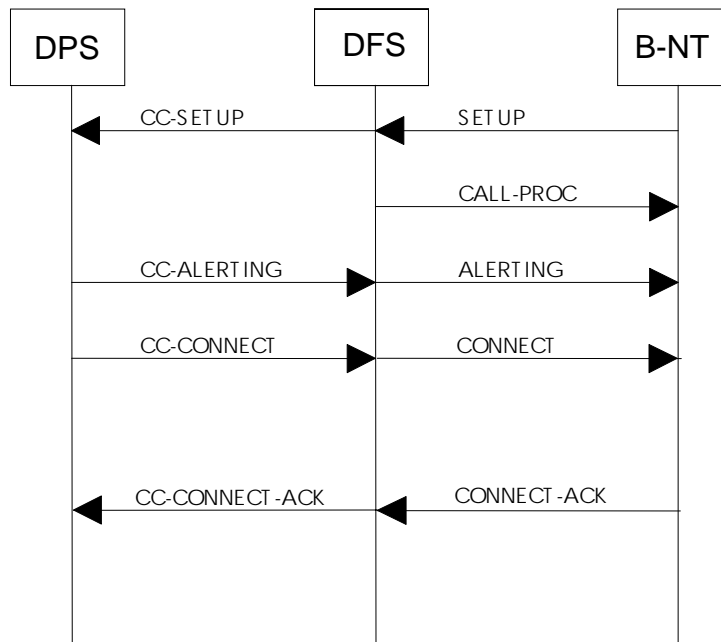 DPS
DFS
B-NT
CC-SETUP
SETUP
CALL-PROC
CC-ALERTING
ALERTING
CC-CONNECT
CONNECT
CC-CONNECT-ACK
CONNECT-ACK